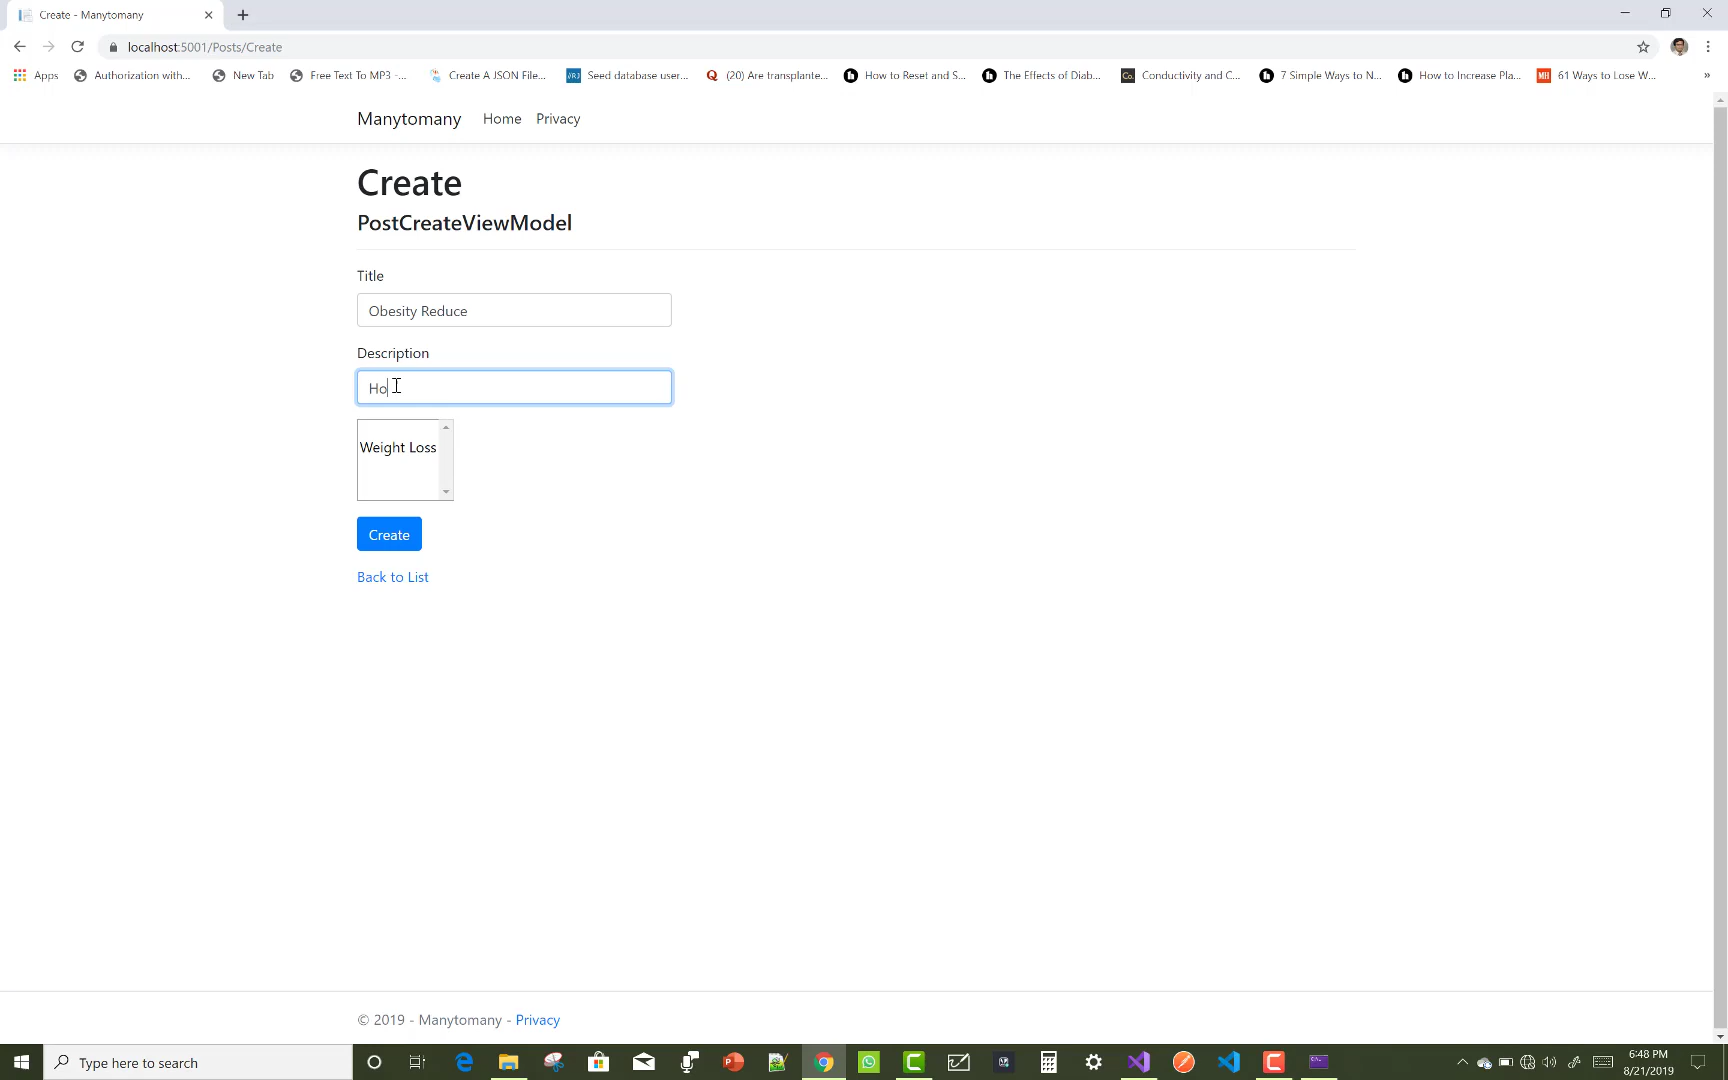 Create - Manytomany
localhost:5001/Posts/Create
Apps
Authorization with...
New Tab
Free Text To MP3 -...
Create A JSON File...
Seed database user...
(20) Are transplante...
How to Reset and S...
The Effects of Diab...
Co.
Conductivity and C...
7 Simple Ways to N...
How to Increase Pla...
MH
61 Ways to Lose W...
»
Manytomany
Home
Privacy
Create
PostCreateViewModel
Title
Obesity Reduce
Description
Ho
Weight Loss
Create
Back to List
© 2019 - Manytomany - Privacy
Type here to search
6:48 PM
8/21/2019